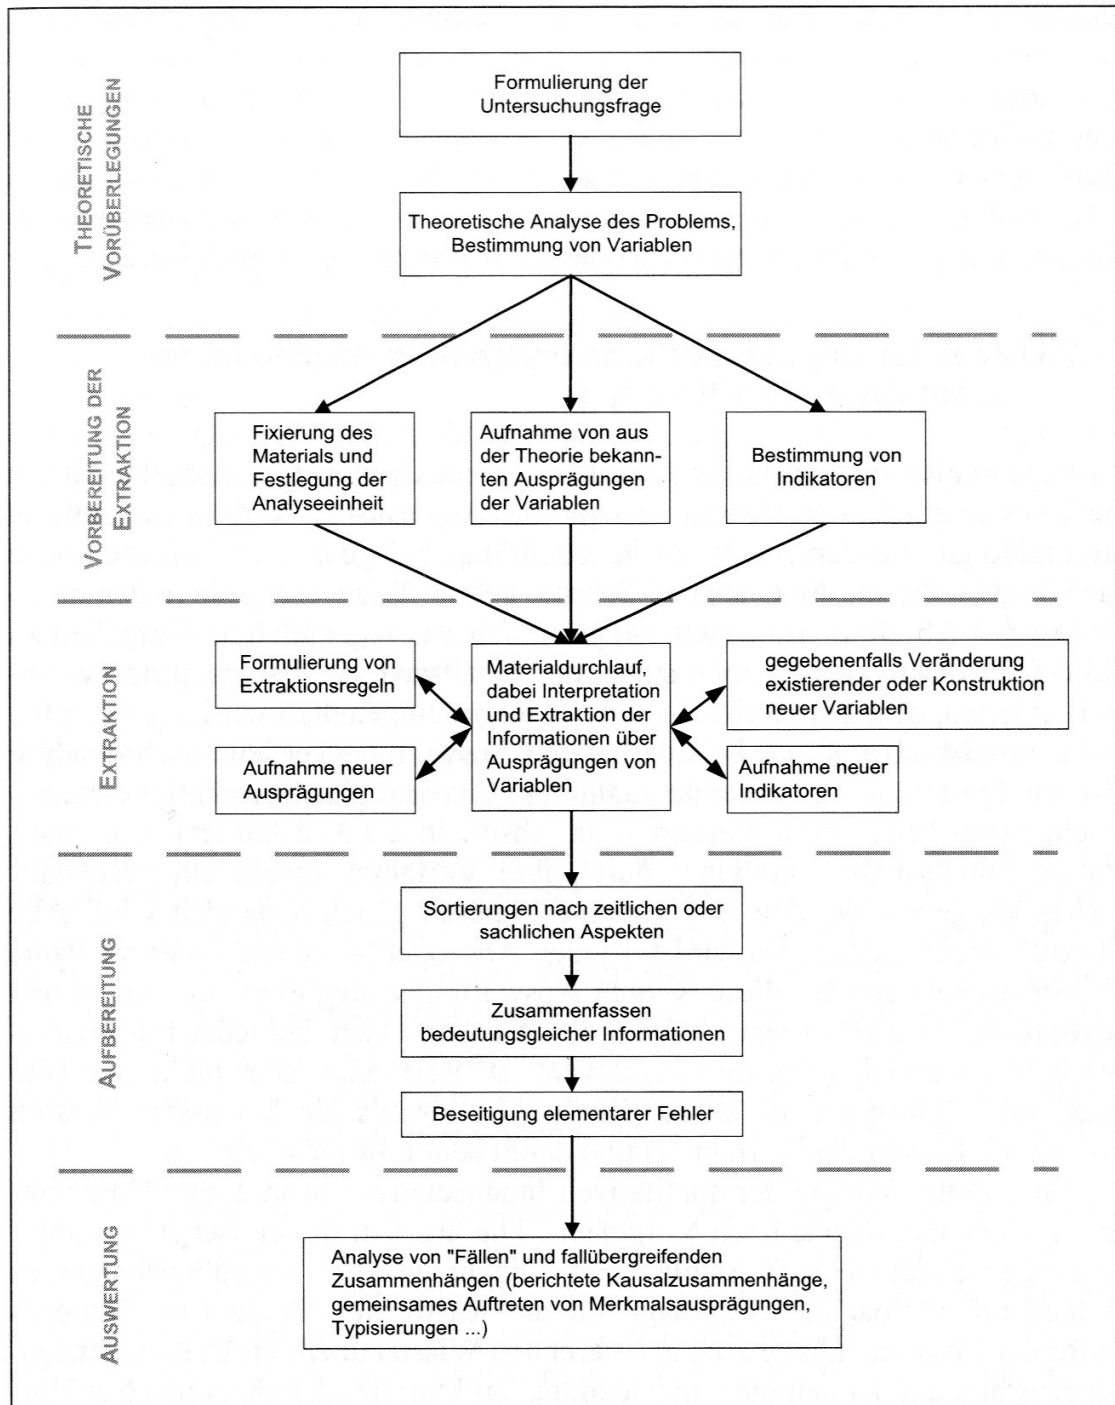 THEORETISCHE
VORÜBERLEGUNGEN
Formulierung der
Untersuchungsfrage
Theoretische Analyse des Problems,
Bestimmung von Variablen
VORBEREITUNG DER
EXTRAKTION
Fixierung des
Materials und
Festlegung der
Analyseeinheit
Aufnahme von aus
der Theorie bekann-
ten Ausprägungen
der Variablen
Bestimmung von
Indikatoren
EXTRAKTION
Formulierung von
Extraktionsregeln
Aufnahme neuer
Ausprägungen
Materialdurchlauf,
dabei Interpretation
und Extraktion der
Informationen über
Ausprägungen von
Variablen
gegebenenfalls Veränderung
existierender oder Konstruktion
neuer Variablen
Aufnahme neuer
Indikatoren
AUFBEREITUNG
Sortierungen nach zeitlichen oder
sachlichen Aspekten
Zusammenfassen
bedeutungsgleicher Informationen
Beseitigung elementarer Fehler
AUSWERTUNG
Analyse von "Fällen" und fallübergreifenden
Zusammenhängen (berichtete Kausalzusammenhänge,
gemeinsames Auftreten von Merkmalsausprägungen,
Typisierungen ...)